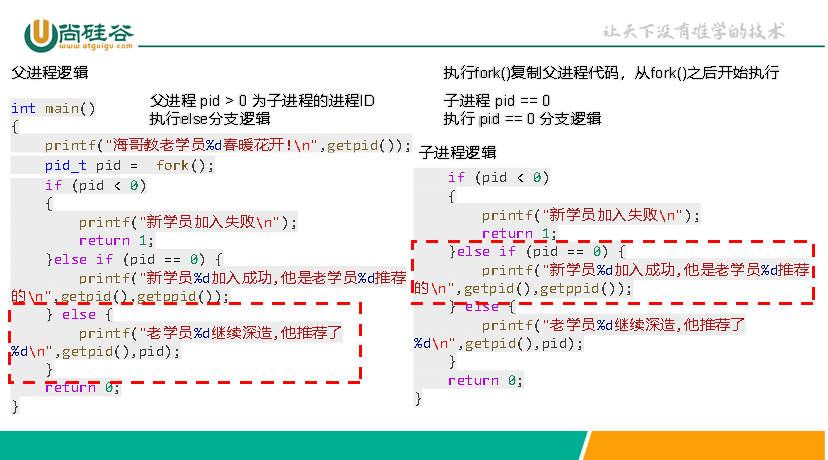 尚硅谷
www.atguigu.com
让天下没有难学的技术
父进程逻辑
父进程 pid > 0 为子进程的进程ID
执行else分支逻辑
int main()
{
printf("海哥教老学员%d春暖花开!\n",getpid());
pid_t pid = fork();
if (pid < 0)
{
printf("新学员加入失败\n");
return 1;
}else if (pid == 0) {
printf("新学员%d加入成功,他是老学员%d推荐
的\n",getpid(),getppid());
} else {
printf("老学员%d继续深造,他推荐了
%d\n",getpid(),pid);
}
return 0;
}
执行fork()复制父进程代码，从fork()之后开始执行
子进程 pid == 0
执行 pid == 0 分支逻辑
子进程逻辑
if (pid < 0)
{
printf("新学员加入失败\n");
return 1;
}else if (pid == 0) {
printf("新学员%d加入成功,他是老学员%d推荐
的\n",getpid(),getppid());
} else {
printf("老学员%d继续深造,他推荐了
%d\n",getpid(),pid);
}
return 0;
}